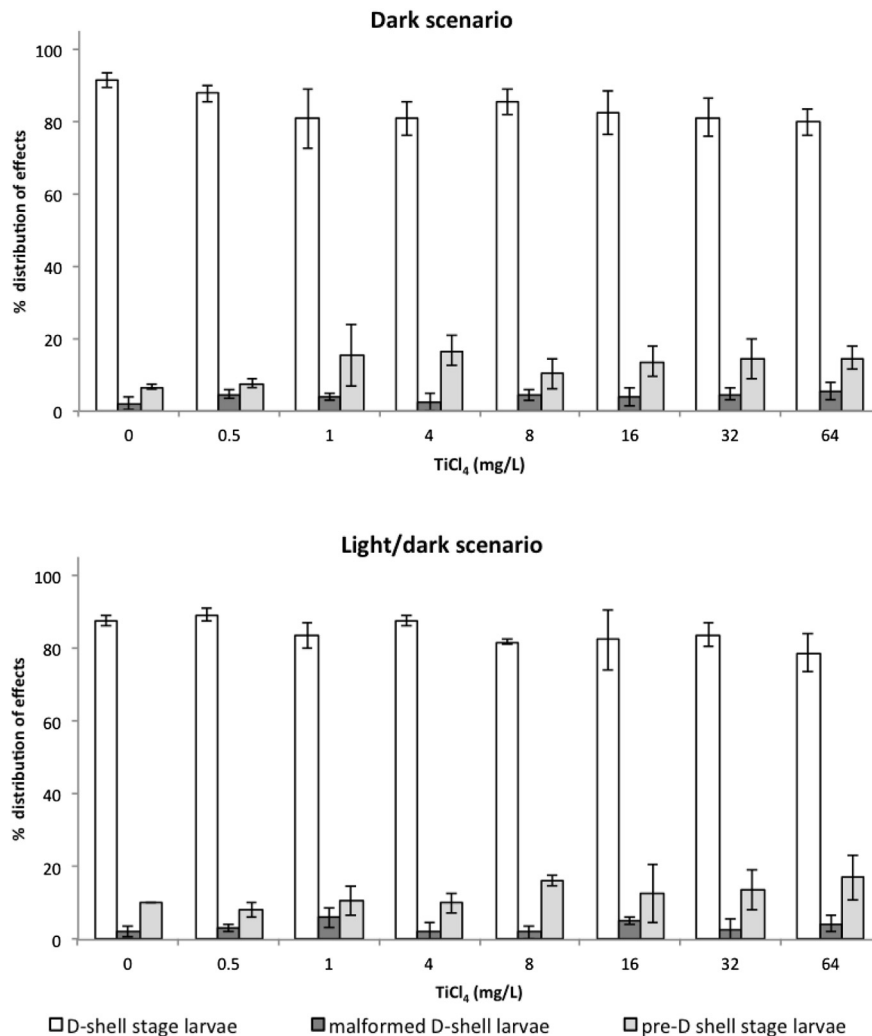 Dark scenario
% distribution of effects
100
80
60
40
20
0
0 0.5 1 4 8 16 32 64
TiCl₄ (mg/L)
Light/dark scenario
% distribution of effects
100
80
60
40
20
0
0 0.5 1 4 8 16 32 64
TiCl₄ (mg/L)
D-shell stage larvae malformed D-shell larvae pre-D shell stage larvae